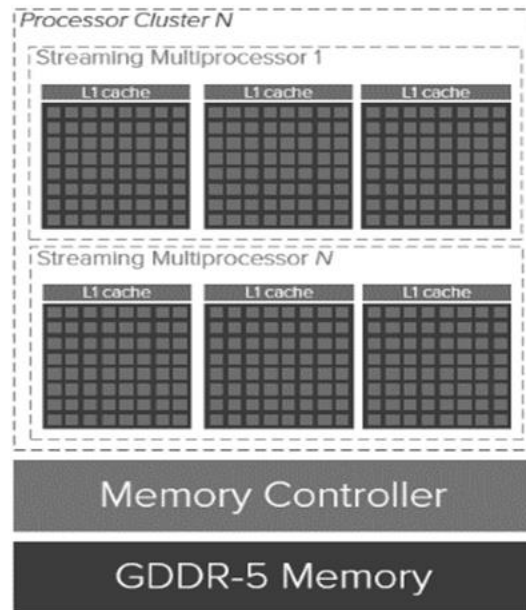 Processor Cluster N
Streaming Multiprocessor 1
L1 cache L1 cache L1 cache
Streaming Multiprocessor N
L1 cache L1 cache L1 cache
Memory Controller
GDDR-5 Memory